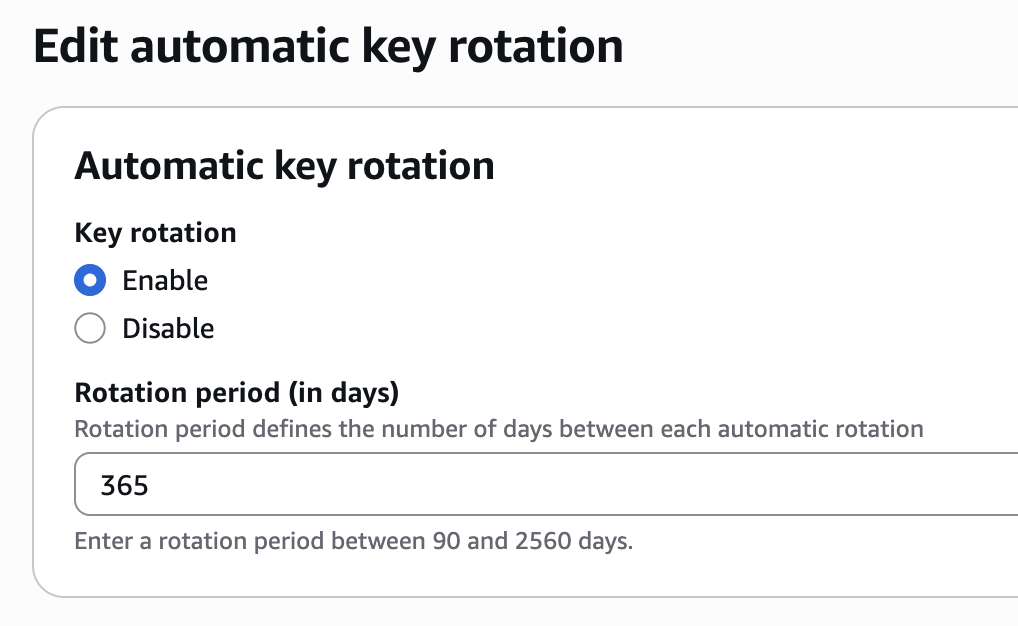 Edit automatic key rotation
Automatic key rotation
Key rotation
Enable
Disable
Rotation period (in days)
Rotation period defines the number of days between each automatic rotation
365
Enter a rotation period between 90 and 2560 days.